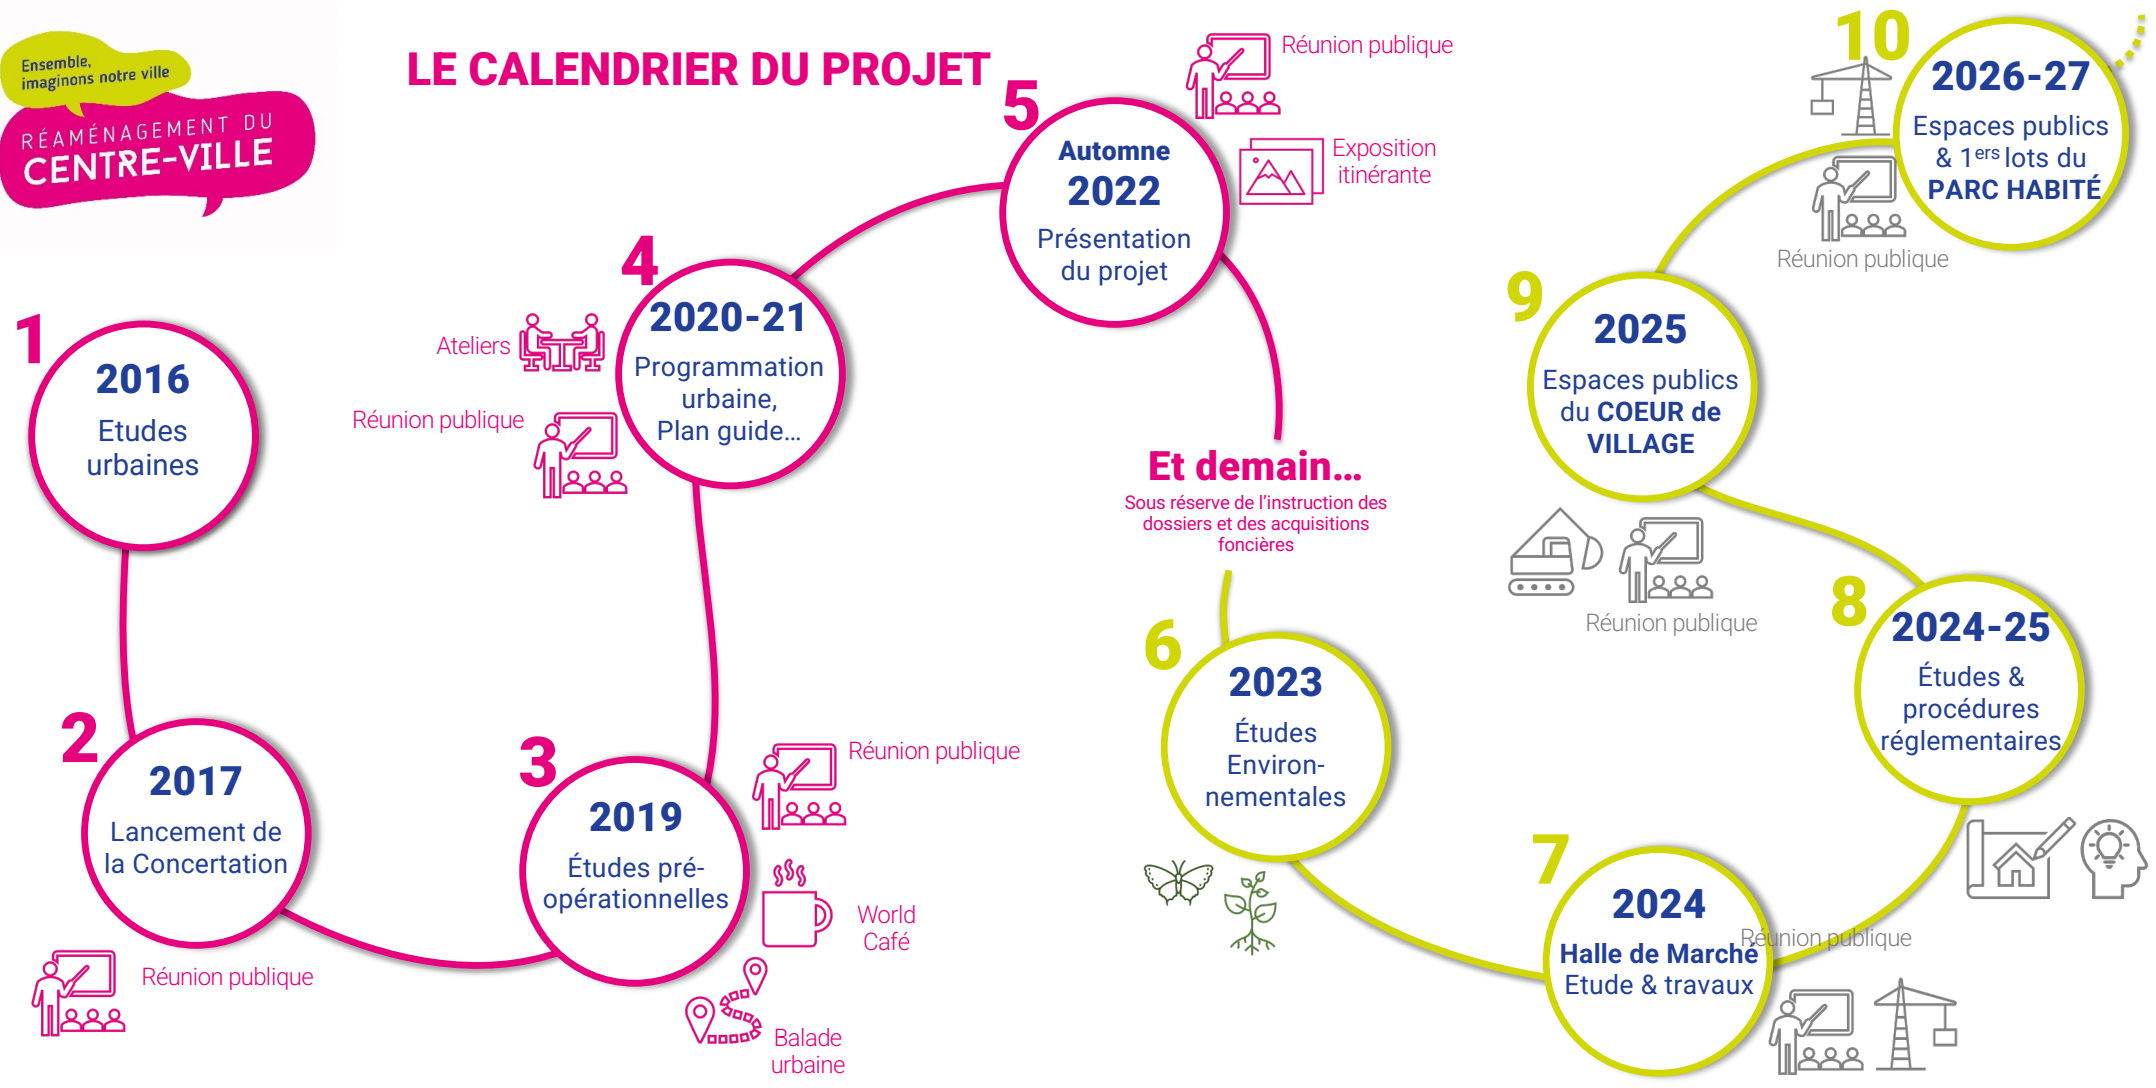 Ensemble,
imaginons notre ville
RÉAMÉNAGEMENT DU
CENTRE-VILLE
LE CALENDRIER DU PROJET
1
2016
Etudes
urbaines
2
2017
Lancement de
la Concertation
Réunion publique
3
2019
Études pré-
opérationnelles
Réunion publique
World
Café
Balade
urbaine
4
2020-21
Programmation
urbaine,
Plan guide...
Ateliers
Réunion publique
5
Automne
2022
Présentation
du projet
Réunion publique
Exposition
itinérante
Et demain...
Sous réserve de l'instruction des
dossiers et des acquisitions
foncières
6
2023
Études
Environ-
nementales
7
2024
Halle de Marché
Etude & travaux
Réunion publique
8
2024-25
Études &
procédures
réglementaires
9
2025
Espaces publics
du COEUR de
VILLAGE
Réunion publique
10
2026-27
Espaces publics
& 1ers lots du
PARC HABITÉ
Réunion publique